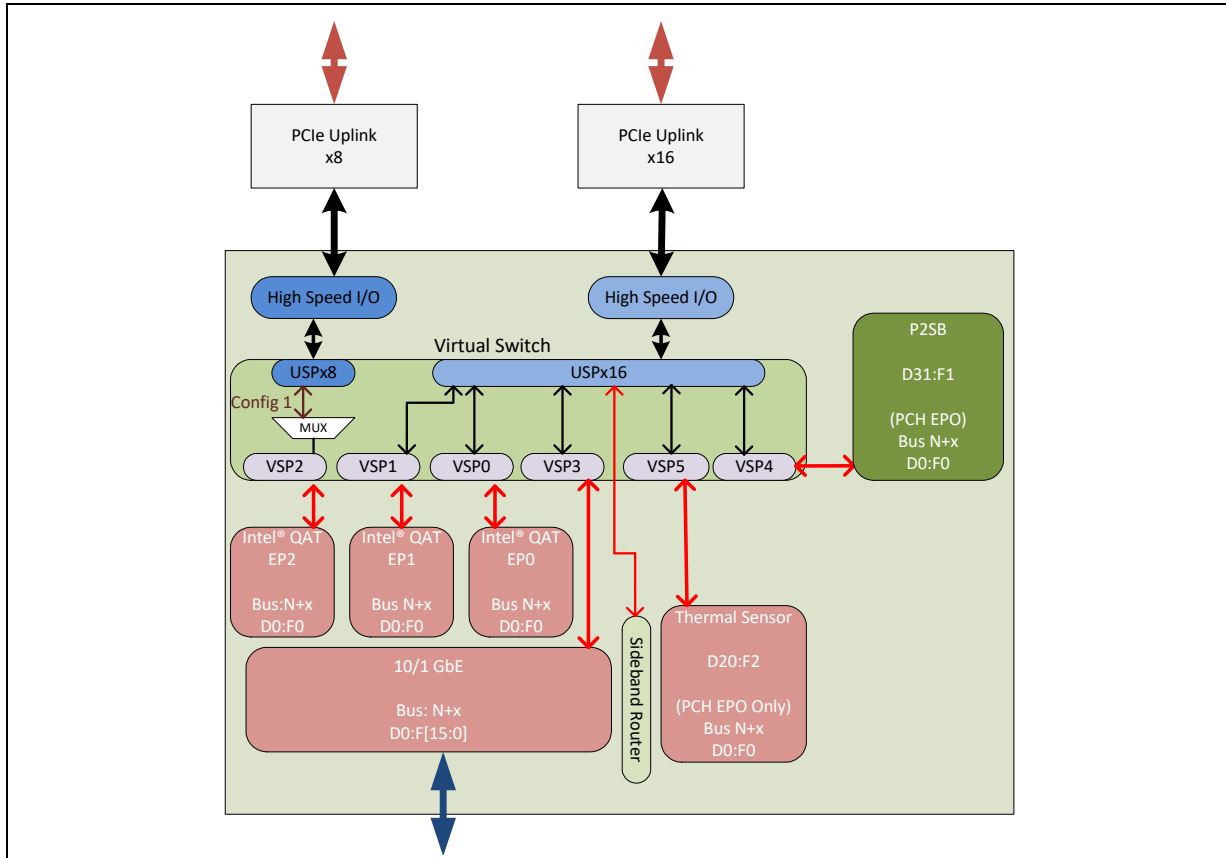 PCIe Uplink
x8
PCIe Uplink
x16
High Speed I/O
High Speed I/O
Virtual Switch
USPx8
USPx16
Config 1
MUX
VSP2
VSP1
VSP0
VSP3
VSP5
VSP4
P2SB
D31:F1
(PCH EPO)
Bus N+x
D0:F0
Intel® QAT
EP2
Bus:N+x
D0:F0
Intel® QAT
EP1
Bus N+x
D0:F0
Intel® QAT
EP0
Bus N+x
D0:F0
10/1 GbE
Bus: N+x
D0:F[15:0]
Sideband Router
Thermal Sensor
D20:F2
(PCH EPO Only)
Bus N+x
D0:F0